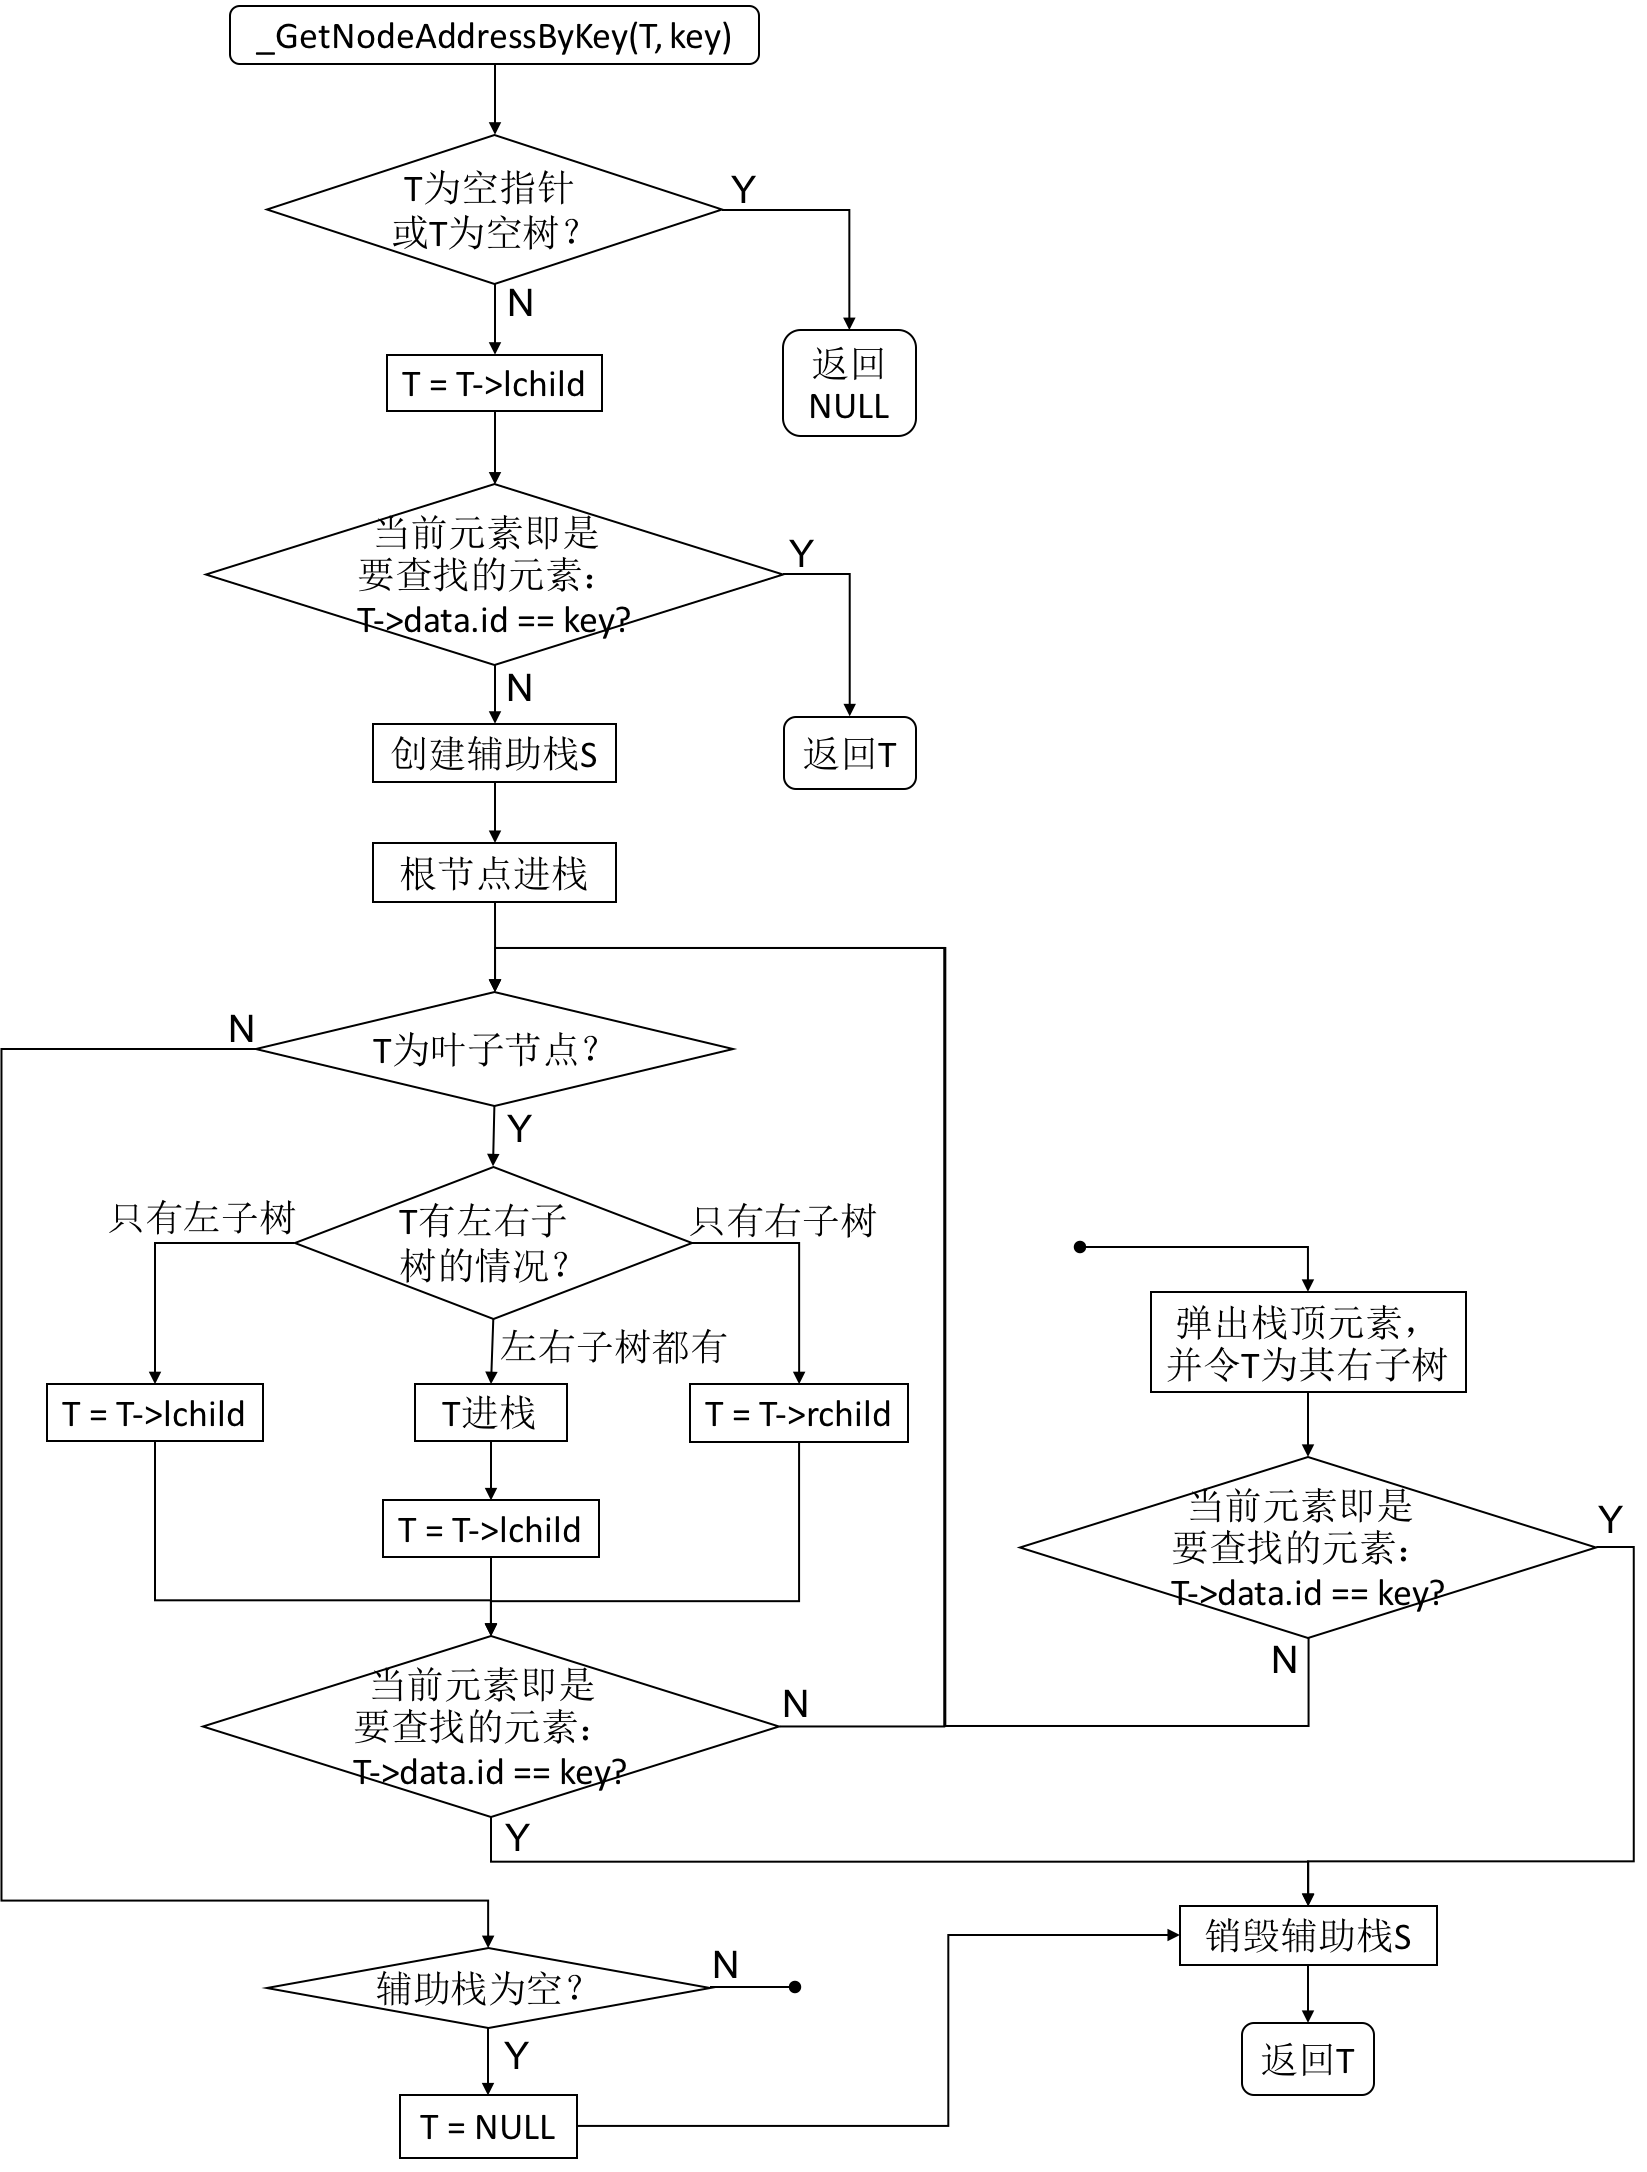 _GetNodeAddressByKey(T, key)
T为空指针
或T为空树？
Y
N
返回
NULL
T = T->lchild
当前元素即是
要查找的元素：
T->data.id == key?
Y
N
创建辅助栈S
返回T
根节点进栈
N
T为叶子节点？
Y
只有左子树
T有左右子
树的情况？
只有右子树
左右子树都有
弹出栈顶元素，
并令T为其右子树
T = T->lchild
T进栈
T = T->rchild
T = T->lchild
当前元素即是
要查找的元素：
T->data.id == key?
Y
N
当前元素即是
要查找的元素：
T->data.id == key?
N
Y
销毁辅助栈S
辅助栈为空？
N
Y
返回T
T = NULL